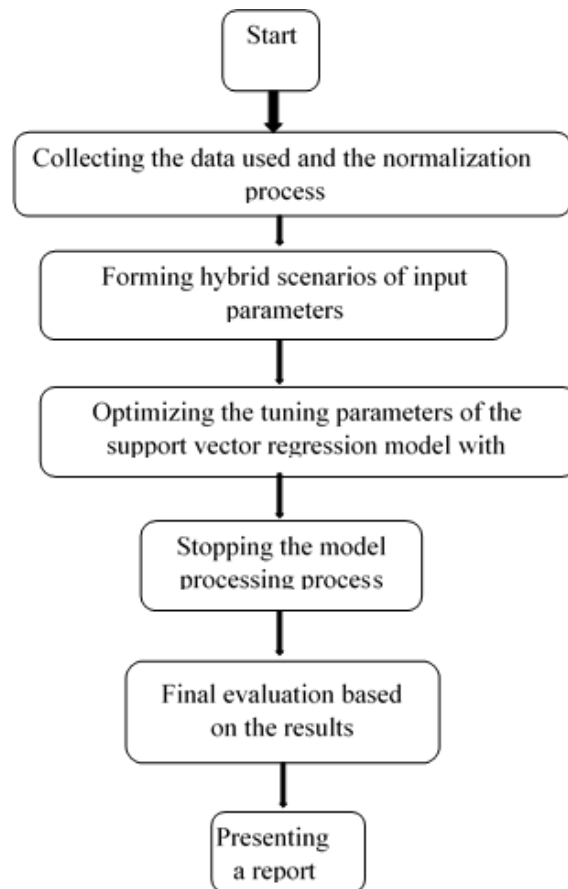 Start
Collecting the data used and the normalization
process
Forming hybrid scenarios of input
parameters
Optimizing the tuning parameters of the
support vector regression model with
Stopping the model
processing process
Final evaluation based
on the results
Presenting
a report